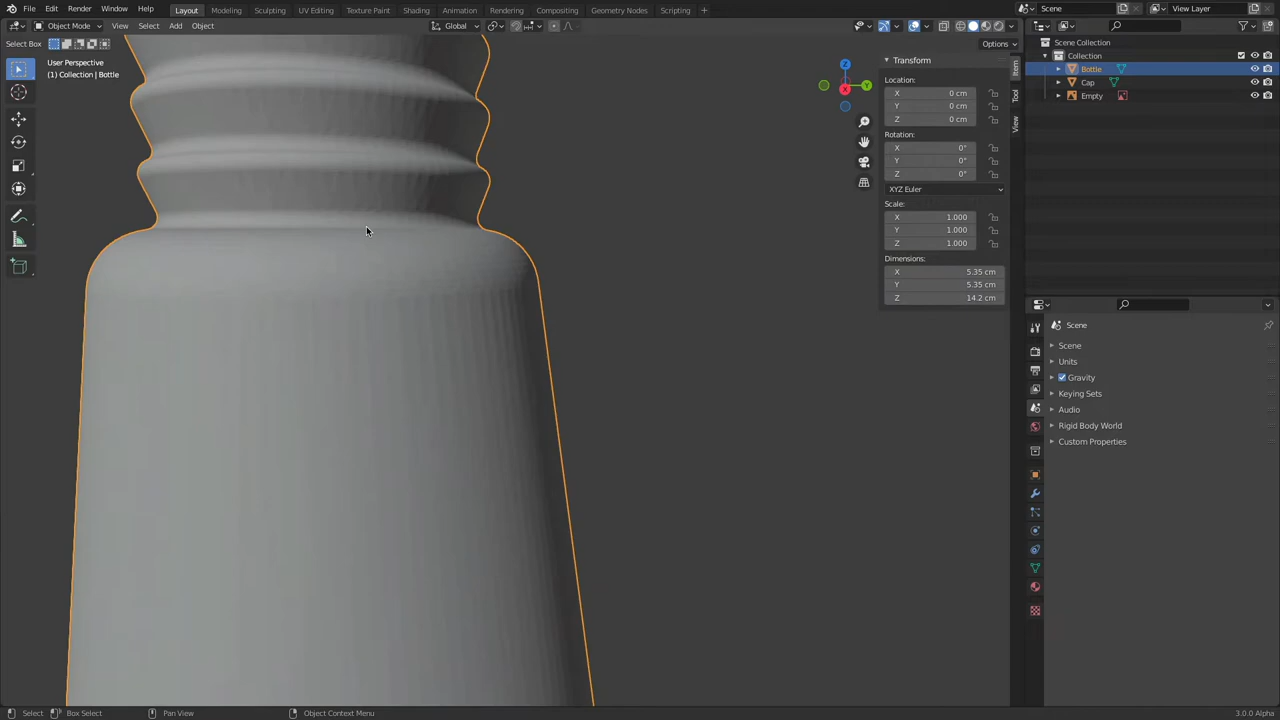 File Edit Render Window Help Layout Modeling Sculpting UV Editing Texture Paint Shading Animation Rendering Compositing Geometry Nodes Scripting + Scene View Layer
Object Mode View Select Add Object Global
Select Box Options
User Perspective
(1) Collection | Bottle
Z
Y
X
Transform
Location:
X 0 cm
Y 0 cm
Z 0 cm
Rotation:
X 0°
Y 0°
Z 0°
XYZ Euler
Scale:
X 1.000
Y 1.000
Z 1.000
Dimensions:
X 5.35 cm
Y 5.35 cm
Z 14.2 cm
Item
Tool
View
Scene Collection
Collection
Bottle
Cap
Empty
Scene
Scene
Units
Gravity
Keying Sets
Audio
Rigid Body World
Custom Properties
Select Box Select Pan View Object Context Menu 3.0.0 Alpha